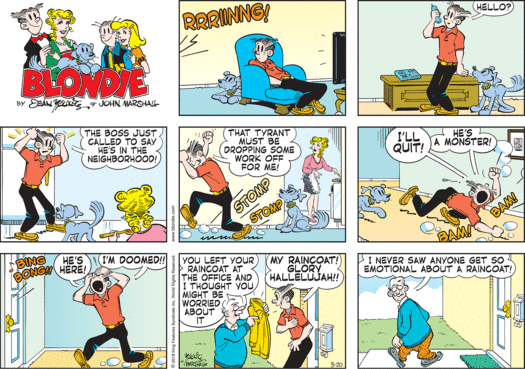 BLONDIE
BY DEAN YOUNG & JOHN MARSHALL
RRRIINNG!
HELLO?
THE BOSS JUST
CALLED TO SAY
HE'S IN THE
NEIGHBORHOOD!
THAT TYRANT
MUST BE
DROPPING SOME
WORK OFF
FOR ME!
STOMP
STOMP
www.blondie.com
I'LL
QUIT!
HE'S
A MONSTER!
BAM!
BAM!
BING
BONG!!
HE'S
HERE!
I'M DOOMED!!
©2018 King Features Syndicate Inc. World Rights Reserved.
YOU LEFT YOUR
RAINCOAT AT
THE OFFICE AND
I THOUGHT YOU
MIGHT BE
WORRIED
ABOUT
IT
MY RAINCOAT!
GLORY
HALLELUJAH!!
5-20
I NEVER SAW ANYONE GET SO
EMOTIONAL ABOUT A RAINCOAT!